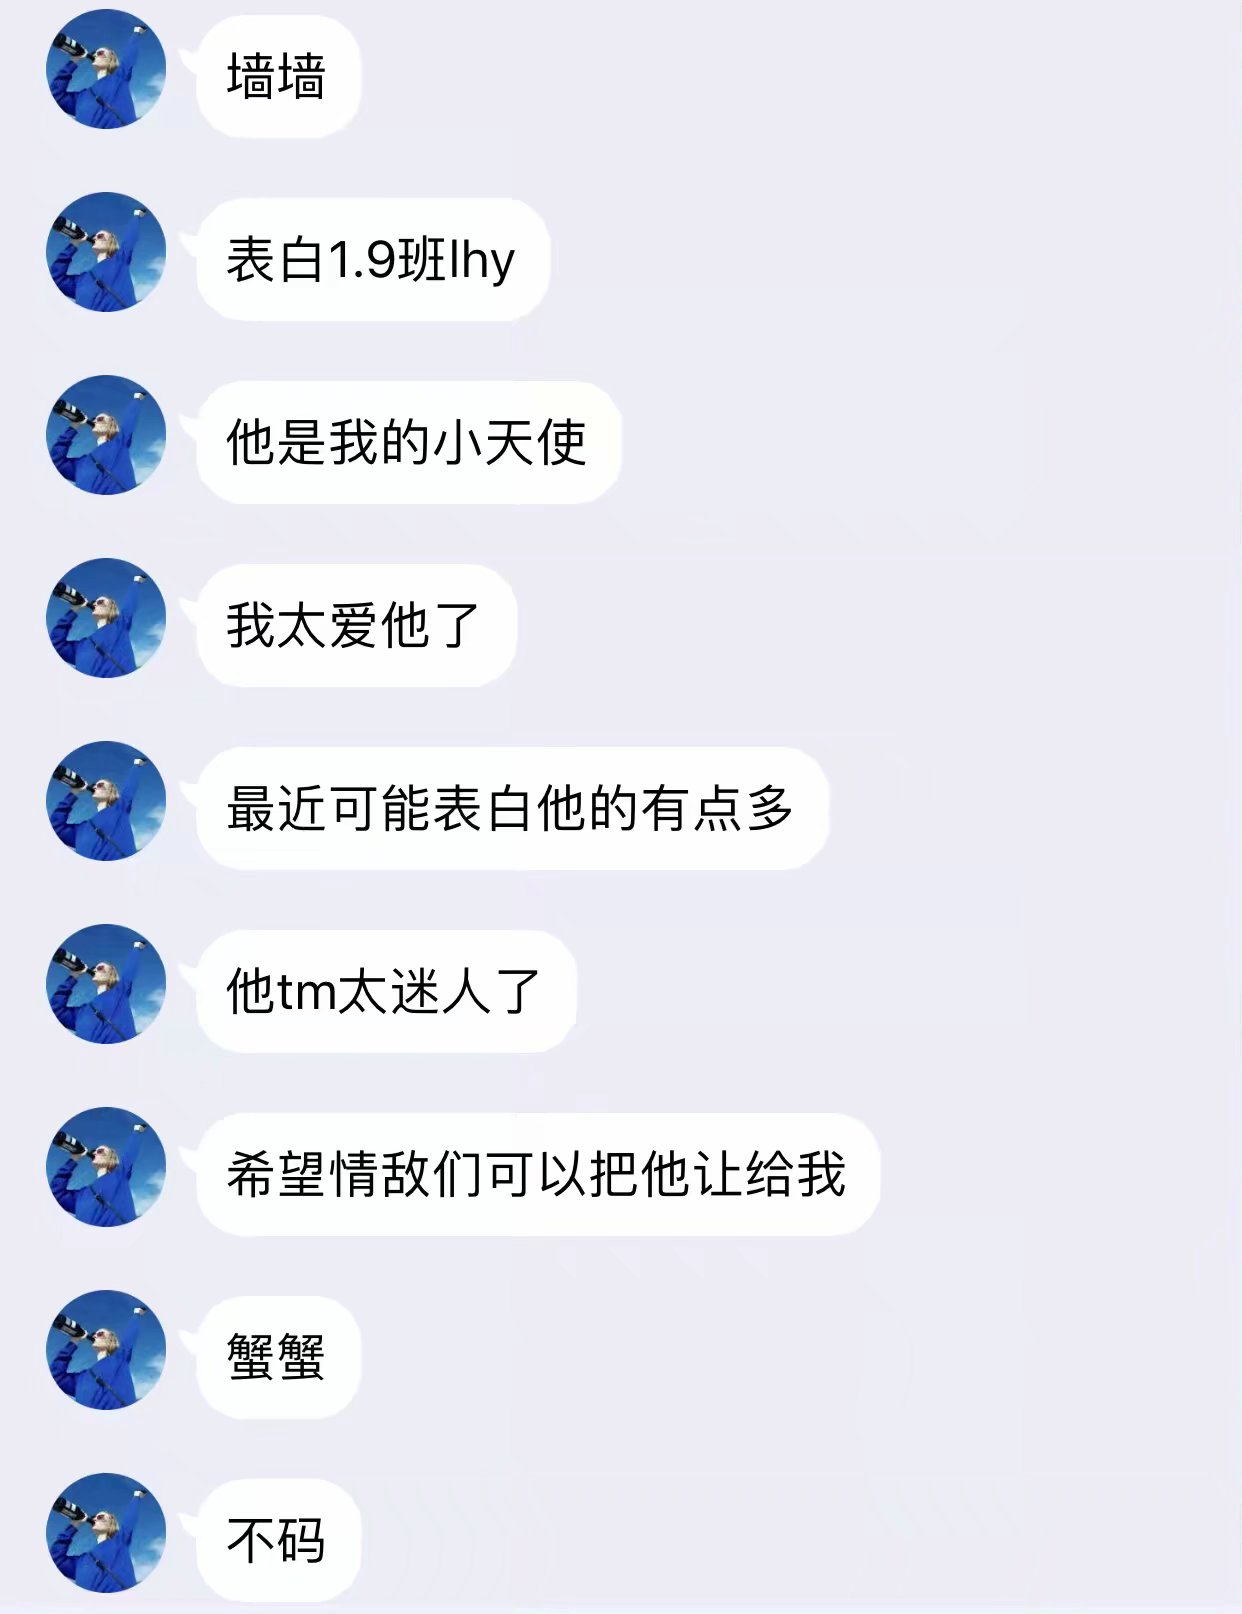 墙墙
表白1.9班lhy
他是我的小天使
我太爱他了
最近可能表白他的有点多
他tm太迷人了
希望情敌们可以把他让给我
蟹蟹
不码